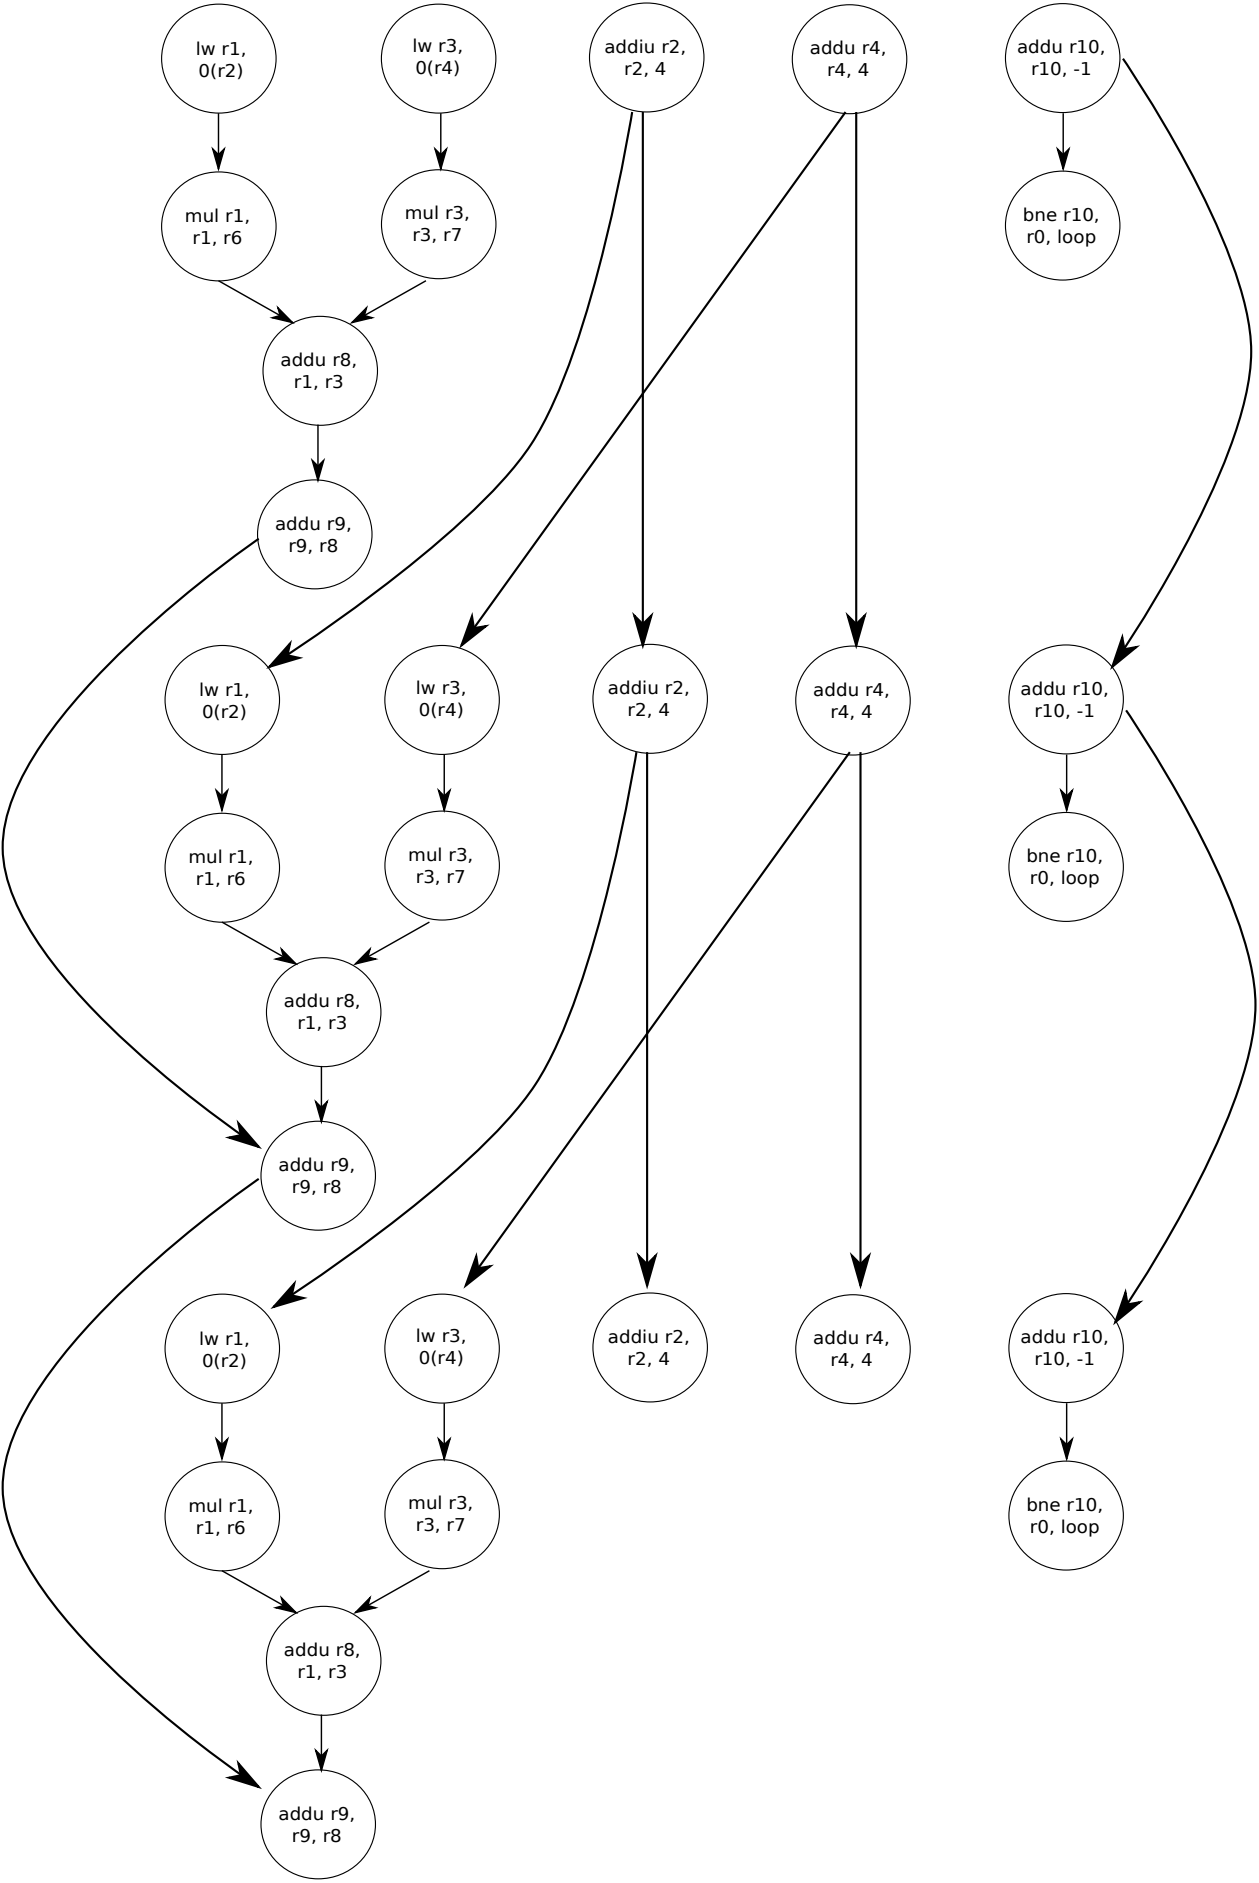 lw r1,
0(r2)
lw r3,
0(r4)
addiu r2,
r2, 4
addu r4,
r4, 4
addu r10,
r10, -1
mul r1,
r1, r6
mul r3,
r3, r7
bne r10,
r0, loop
addu r8,
r1, r3
addu r9,
r9, r8
lw r1,
0(r2)
lw r3,
0(r4)
addiu r2,
r2, 4
addu r4,
r4, 4
addu r10,
r10, -1
mul r1,
r1, r6
mul r3,
r3, r7
bne r10,
r0, loop
addu r8,
r1, r3
addu r9,
r9, r8
lw r1,
0(r2)
lw r3,
0(r4)
addiu r2,
r2, 4
addu r4,
r4, 4
addu r10,
r10, -1
mul r1,
r1, r6
mul r3,
r3, r7
bne r10,
r0, loop
addu r8,
r1, r3
addu r9,
r9, r8